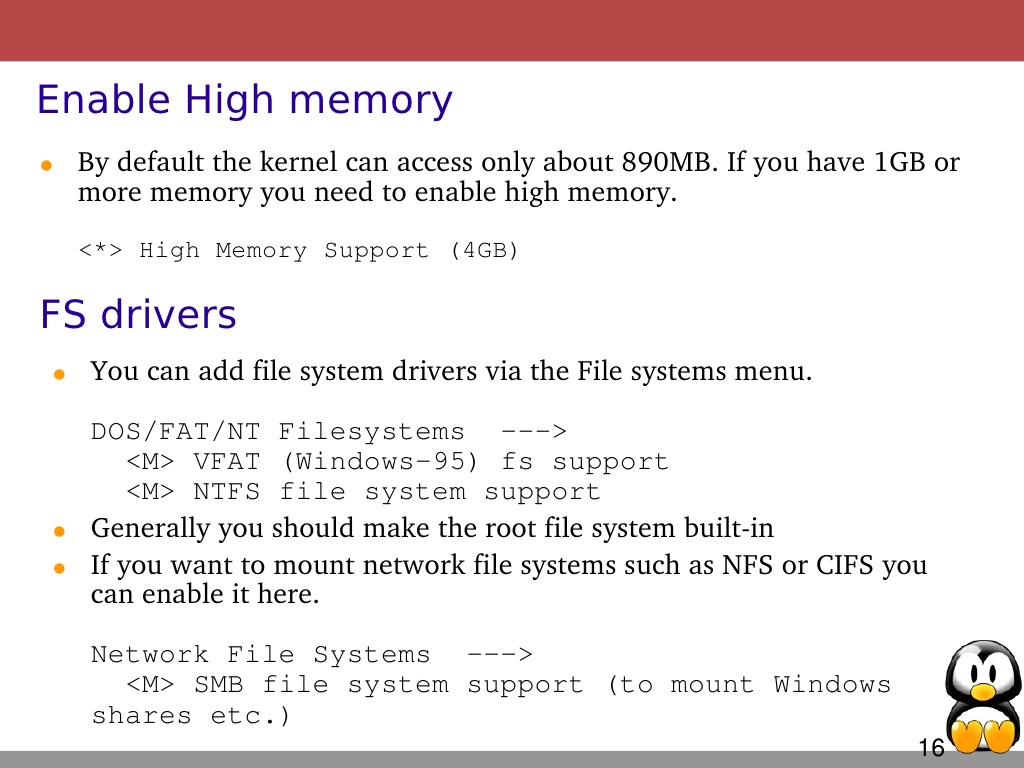 Enable High memory
● By default the kernel can access only about 890MB. If you have 1GB or
more memory you need to enable high memory.
<*> High Memory Support (4GB)
FS drivers
● You can add file system drivers via the File systems menu.
DOS/FAT/NT Filesystems --->
<M> VFAT (Windows-95) fs support
<M> NTFS file system support
● Generally you should make the root file system built-in
● If you want to mount network file systems such as NFS or CIFS you
can enable it here.
Network File Systems --->
<M> SMB file system support (to mount Windows
shares etc.)
16